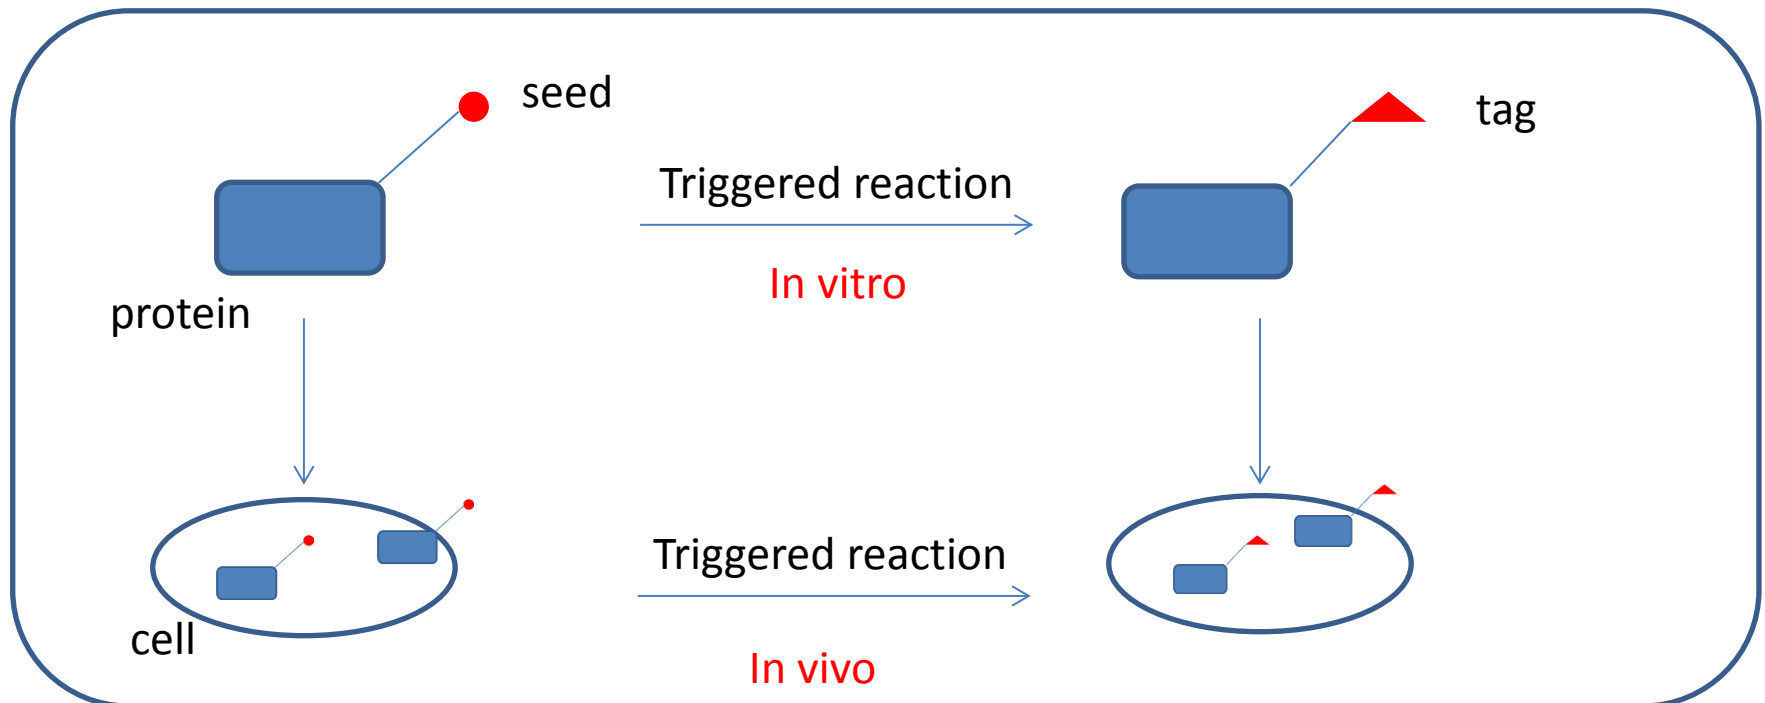 seed
tag
Triggered reaction
In vitro
protein
Triggered reaction
cell
In vivo